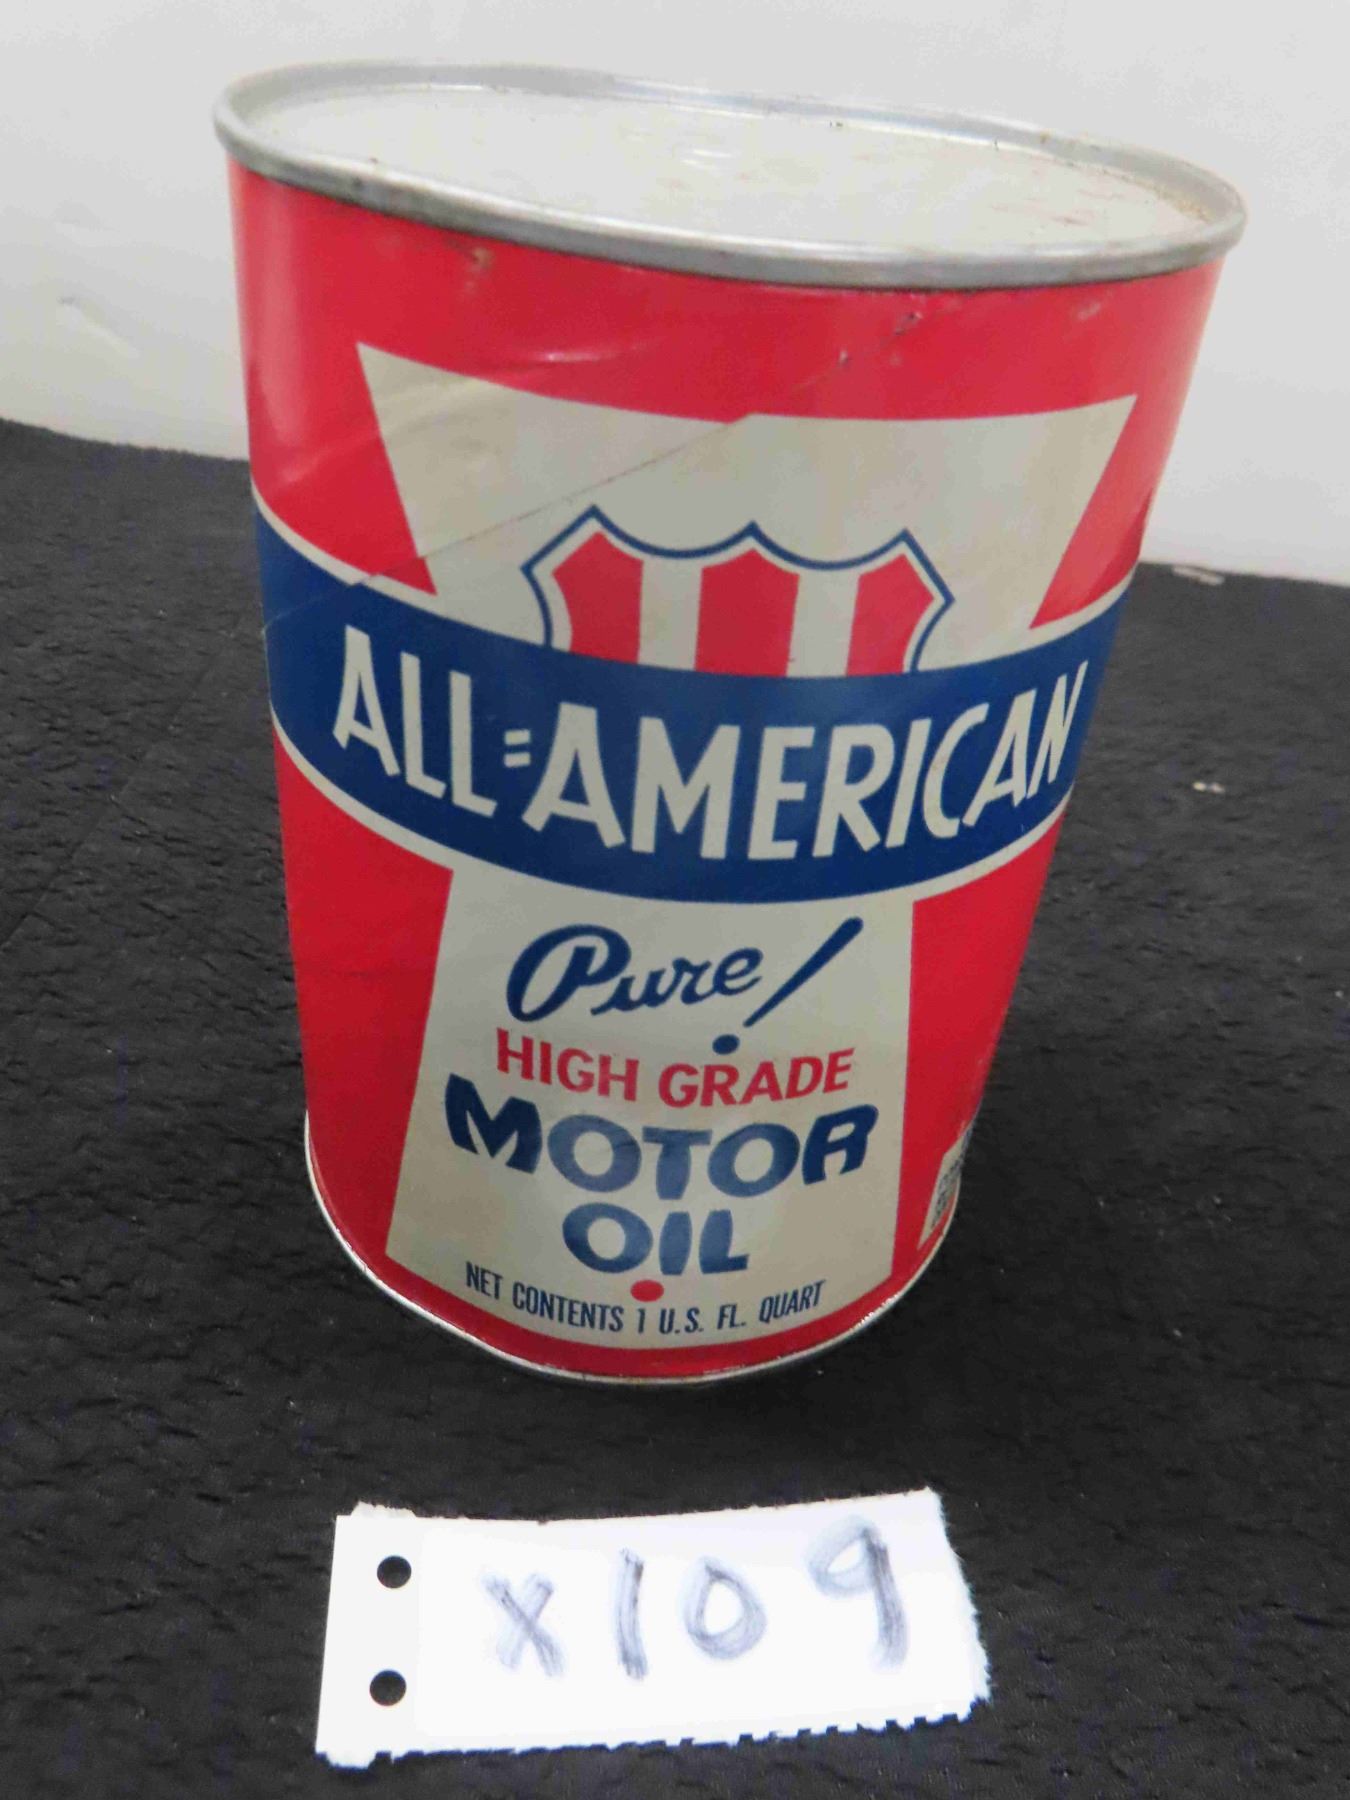 ALL-AMERICAN
Pure!
HIGH GRADE
MOTOR
OIL
NET CONTENTS 1 U.S. FL. QUART
X109